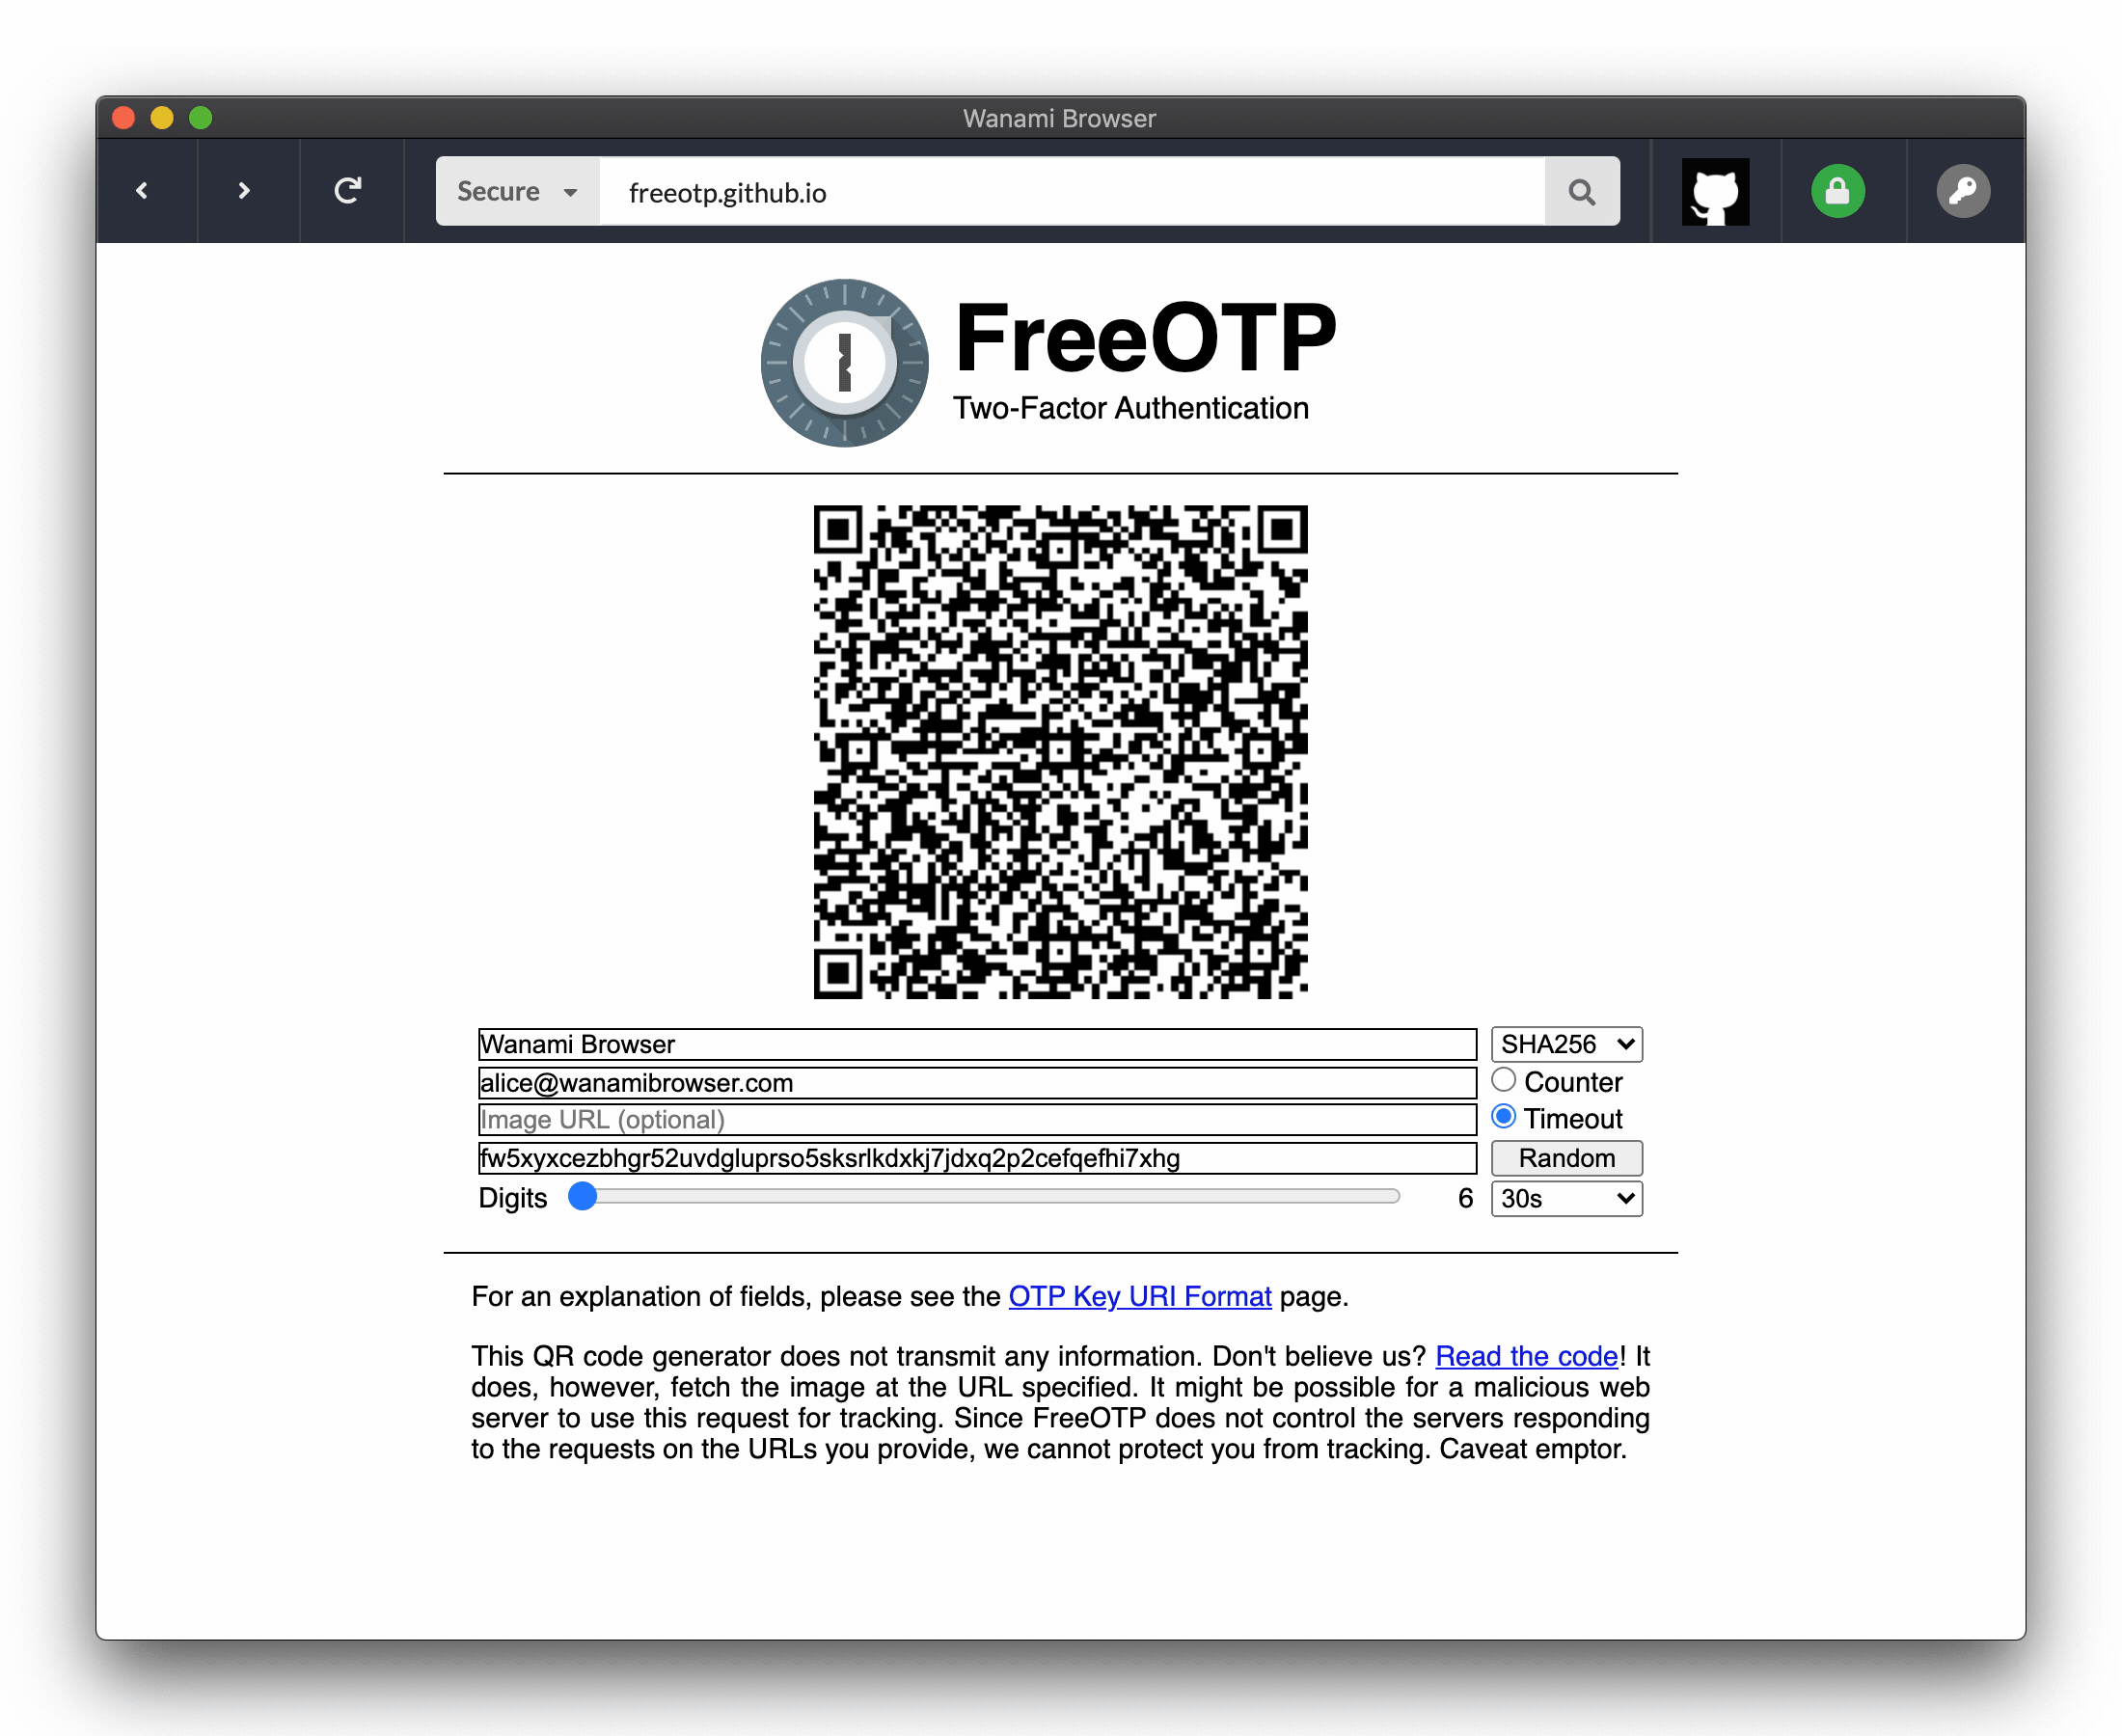 Wanami Browser
Secure
freeotp.github.io
FreeOTP
Two-Factor Authentication
Wanami Browser
SHA256
alice@wanamibrowser.com
Counter
Image URL (optional)
Timeout
fw5xyxcezbhgr52uvdgluprso5sksrlkdxkj7jdxq2p2cefqefhi7xhg
Random
Digits
6
30s
For an explanation of fields, please see the OTP Key URI Format page.
This QR code generator does not transmit any information. Don't believe us? Read the code! It
does, however, fetch the image at the URL specified. It might be possible for a malicious web
server to use this request for tracking. Since FreeOTP does not control the servers responding
to the requests on the URLs you provide, we cannot protect you from tracking. Caveat emptor.